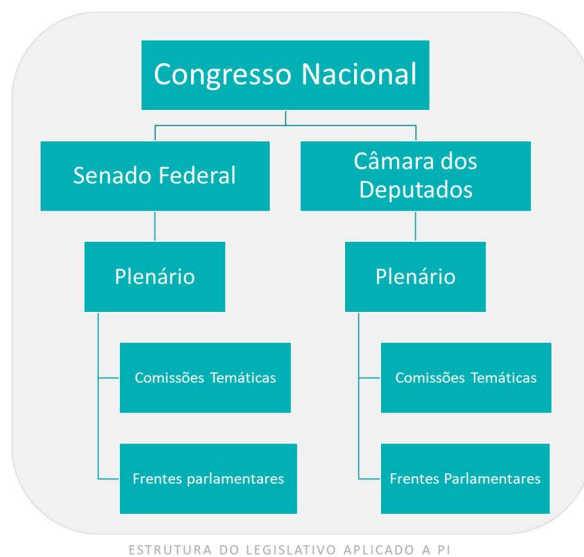 Congresso Nacional
Senado Federal
Câmara dos
Deputados
Plenário
Plenário
Comissões Temáticas
Comissões Temáticas
Frentes parlamentares
Frentes Parlamentares
ESTRUTURA DO LEGISLATIVO APLICADO A PI